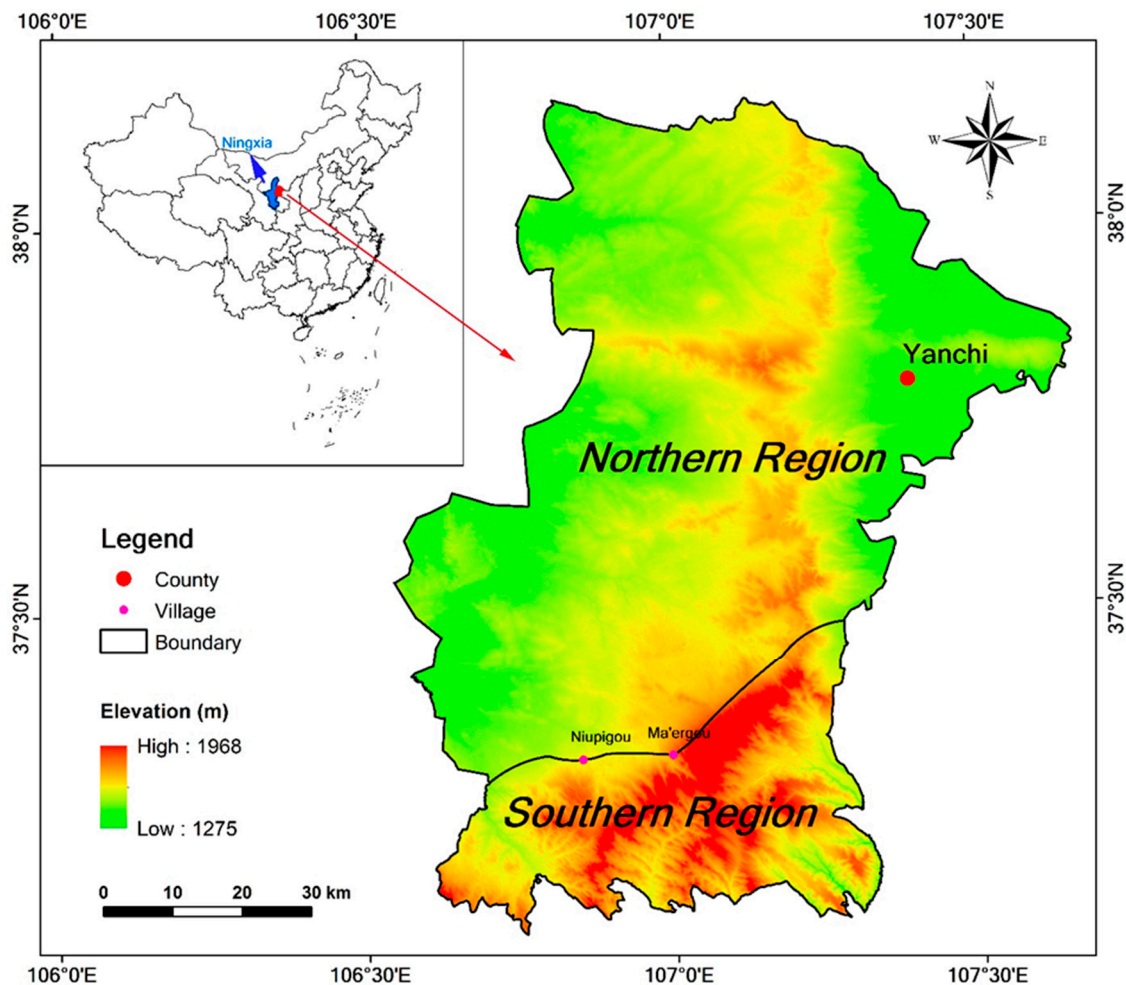 106°0'E 106°30'E 107°0'E 107°30'E
Ningxia
N
W E
S
38°0'N 38°0'N
Yanchi
Northern Region
Legend
County
Village
Boundary
37°30'N 37°30'N
Elevation (m)
High : 1968
Low : 1275
Niupigou Ma'ergou
Southern Region
0 10 20 30 km
106°0'E 106°30'E 107°0'E 107°30'E